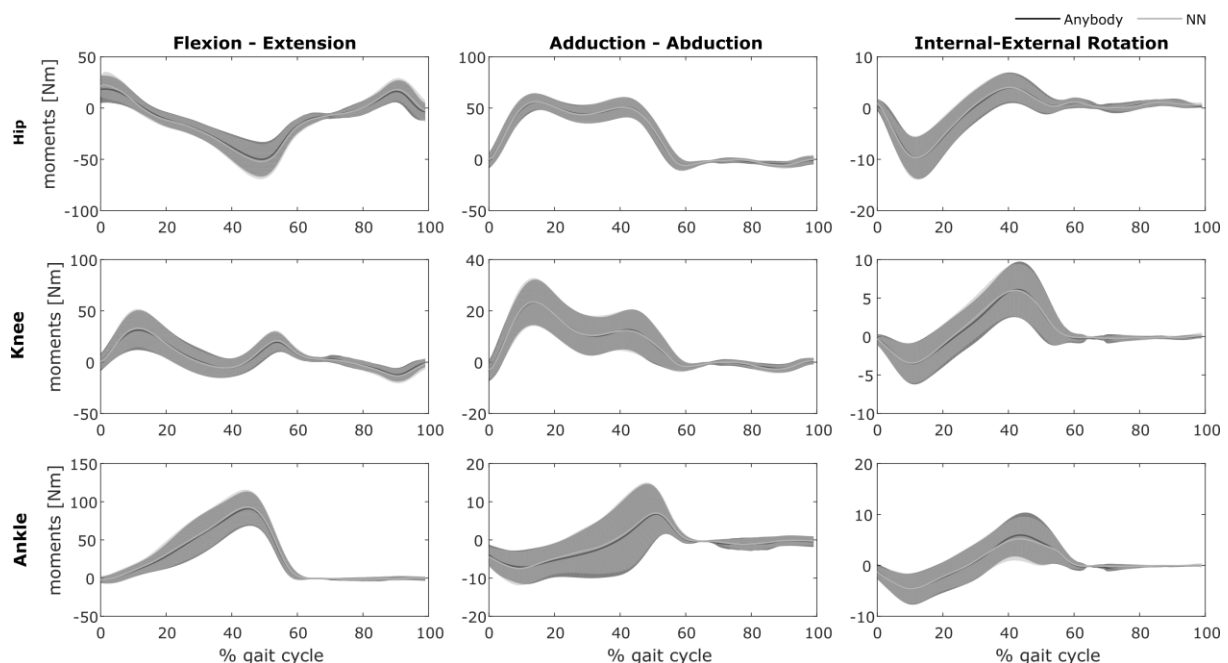 Anybody NN
Flexion - Extension Adduction - Abduction Internal-External Rotation
Hip
moments [Nm]
50
0
-50
-100
0 20 40 60 80 100
100
50
0
-50
0 20 40 60 80 100
10
0
-10
-20
0 20 40 60 80 100
Knee
moments [Nm]
100
50
0
-50
0 20 40 60 80 100
40
20
0
-20
0 20 40 60 80 100
10
5
0
-5
-10
0 20 40 60 80 100
Ankle
moments [Nm]
150
100
50
0
-50
0 20 40 60 80 100
% gait cycle
20
10
0
-10
-20
0 20 40 60 80 100
% gait cycle
20
10
0
-10
0 20 40 60 80 100
% gait cycle